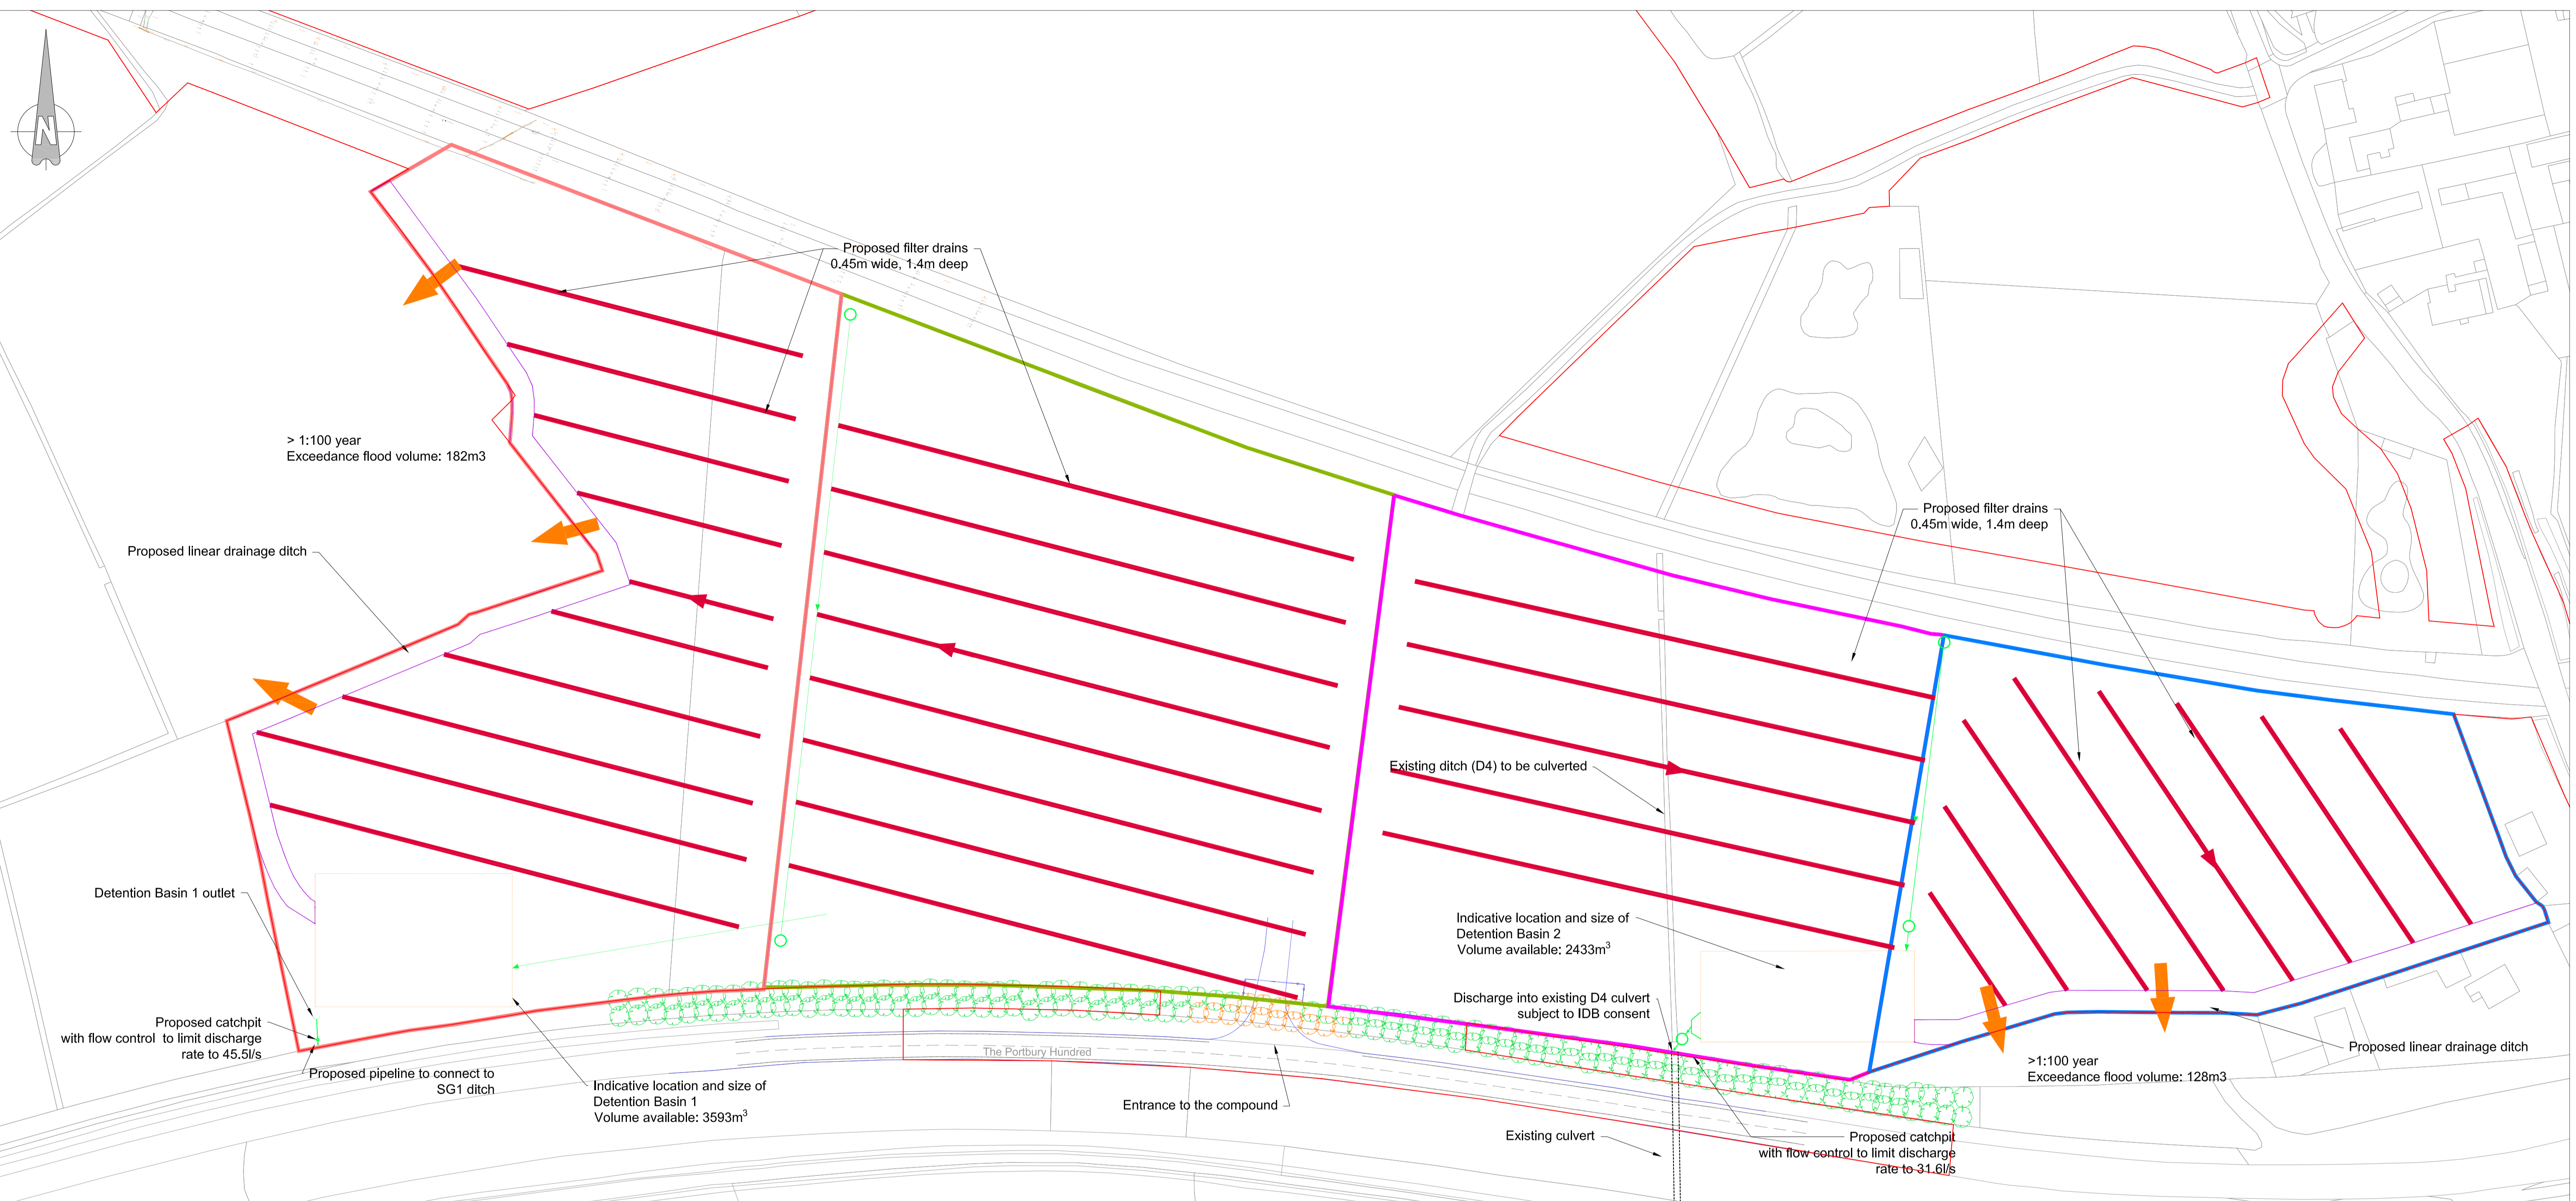 N
Proposed filter drains
0.45m wide, 1.4m deep
> 1:100 year
Exceedance flood volume: 182m3
Proposed linear drainage ditch
Proposed filter drains
0.45m wide, 1.4m deep
Existing ditch (D4) to be culverted
Detention Basin 1 outlet
Indicative location and size of
Detention Basin 2
Volume available: 2433m³
Discharge into existing D4 culvert
subject to IDB consent
Proposed catchpit
with flow control to limit discharge
rate to 45.5l/s
Proposed pipeline to connect to
SG1 ditch
Indicative location and size of
Detention Basin 1
Volume available: 3593m³
The Portbury Hundred
Entrance to the compound
Existing culvert
Proposed catchpit
with flow control to limit discharge
rate to 31.6l/s
>1:100 year
Exceedance flood volume: 128m3
Proposed linear drainage ditch